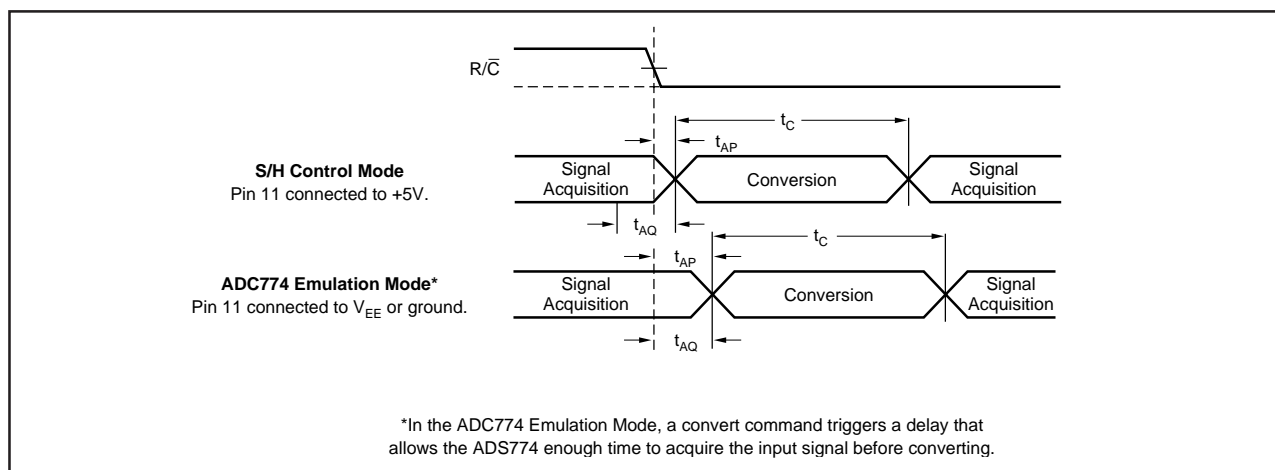 R/C̅
t_C
t_AP
S/H Control Mode
Pin 11 connected to +5V.
Signal
Acquisition
Conversion
Signal
Acquisition
t_AQ
t_C
t_AP
ADC774 Emulation Mode*
Pin 11 connected to V_EE or ground.
Signal
Acquisition
Conversion
Signal
Acquisition
t_AQ
*In the ADC774 Emulation Mode, a convert command triggers a delay that
allows the ADS774 enough time to acquire the input signal before converting.